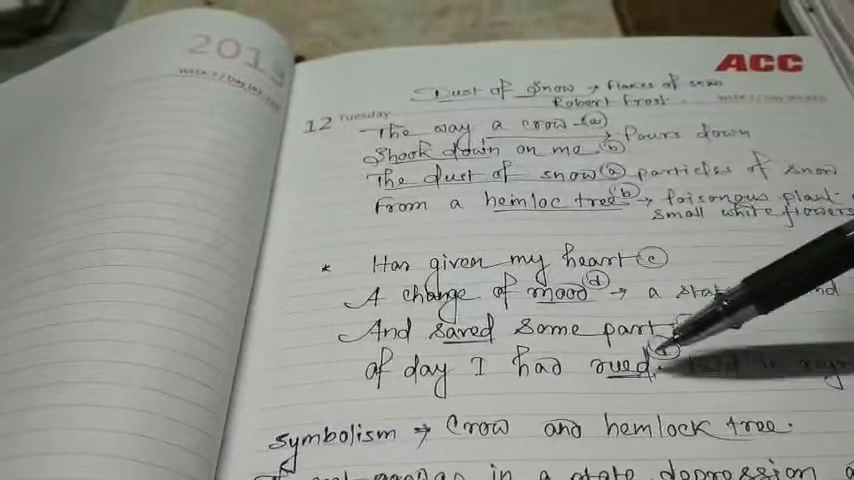 2013
ACC
Dust of Snow → flakes of snow
Robert Frost
12 Tuesday
The way a crow (a)
Shook down on me (b) → Pours down
The dust of snow (a) particles of snow
From a hemloc tree (b) → poisonous plant
small white flowers
* Has given my heart (c)
A change of mood (d) → a
And saved some part
of day I had rued.
Symbolism → Crow and hemlock tree.
in a state depression